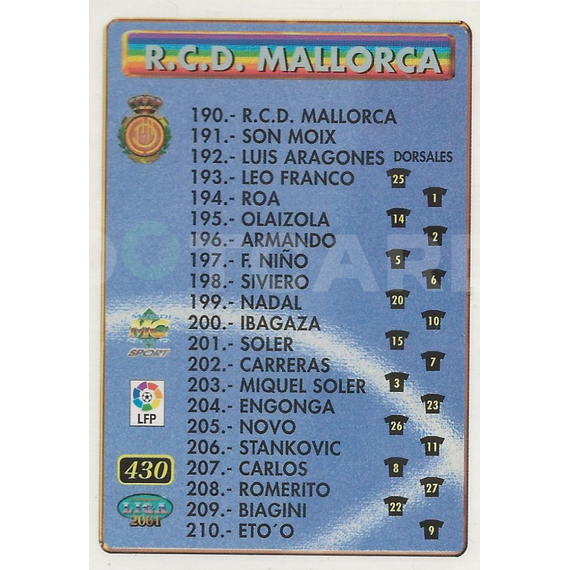 R.C.D. MALLORCA
190.- R.C.D. MALLORCA
191.- SON MOIX
192.- LUIS ARAGONES DORSALES
193.- LEO FRANCO 25
194.- ROA 1
195.- OLAIZOLA 14
196.- ARMANDO 2
197.- F. NIÑO 5
198.- SIVIERO 6
199.- NADAL 20
200.- IBAGAZA 10
201.- SOLER 15
202.- CARRERAS 7
203.- MIQUEL SOLER 3
204.- ENGONGA 23
205.- NOVO 26
206.- STANKOVIC 11
207.- CARLOS 8
208.- ROMERITO 27
209.- BIAGINI 22
210.- ETO´O 9
MC
SPORT
LFP
430
LIGA
2001